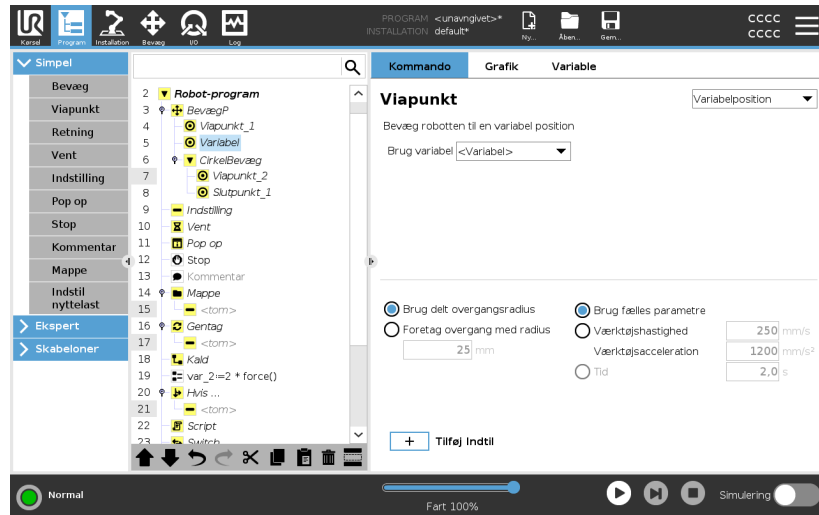 PROGRAM <unavngivet>*
INSTALLATION default*
UR
Kørsel Program Installation Bevæg I/O Log
Ny... Åben... Gem...
CCCC
CCCC
Simpel
Bevæg
Viapunkt
Retning
Vent
Indstilling
Pop op
Stop
Kommentar
Mappe
Indstil
nyttelast
Ekspert
Skabeloner
2 Robot-program
3 BevægP
4 Viapunkt_1
5 Variabel
6 CirkelBevæg
7 Viapunkt_2
8 Slutpunkt_1
9 Indstilling
10 Vent
11 Pop op
12 Stop
13 Kommentar
14 Mappe
15 <tom>
16 Gentag
17 <tom>
18 Kald
19 var_2:=2 * force()
20 Hvis ...
21 <tom>
22 Script
23 Switch
Kommando Grafik Variable
Viapunkt
Variabelposition
Bevæg robotten til en variabel position
Brug variabel <Variabel>
Brug delt overgangsradius
Foretag overgang med radius
25 mm
Brug fælles parametre
Værktøjshastighed 250 mm/s
Værktøjsacceleration 1200 mm/s²
Tid 2,0 s
+ Tilføj Indtil
Normal
Fart 100%
Simulering